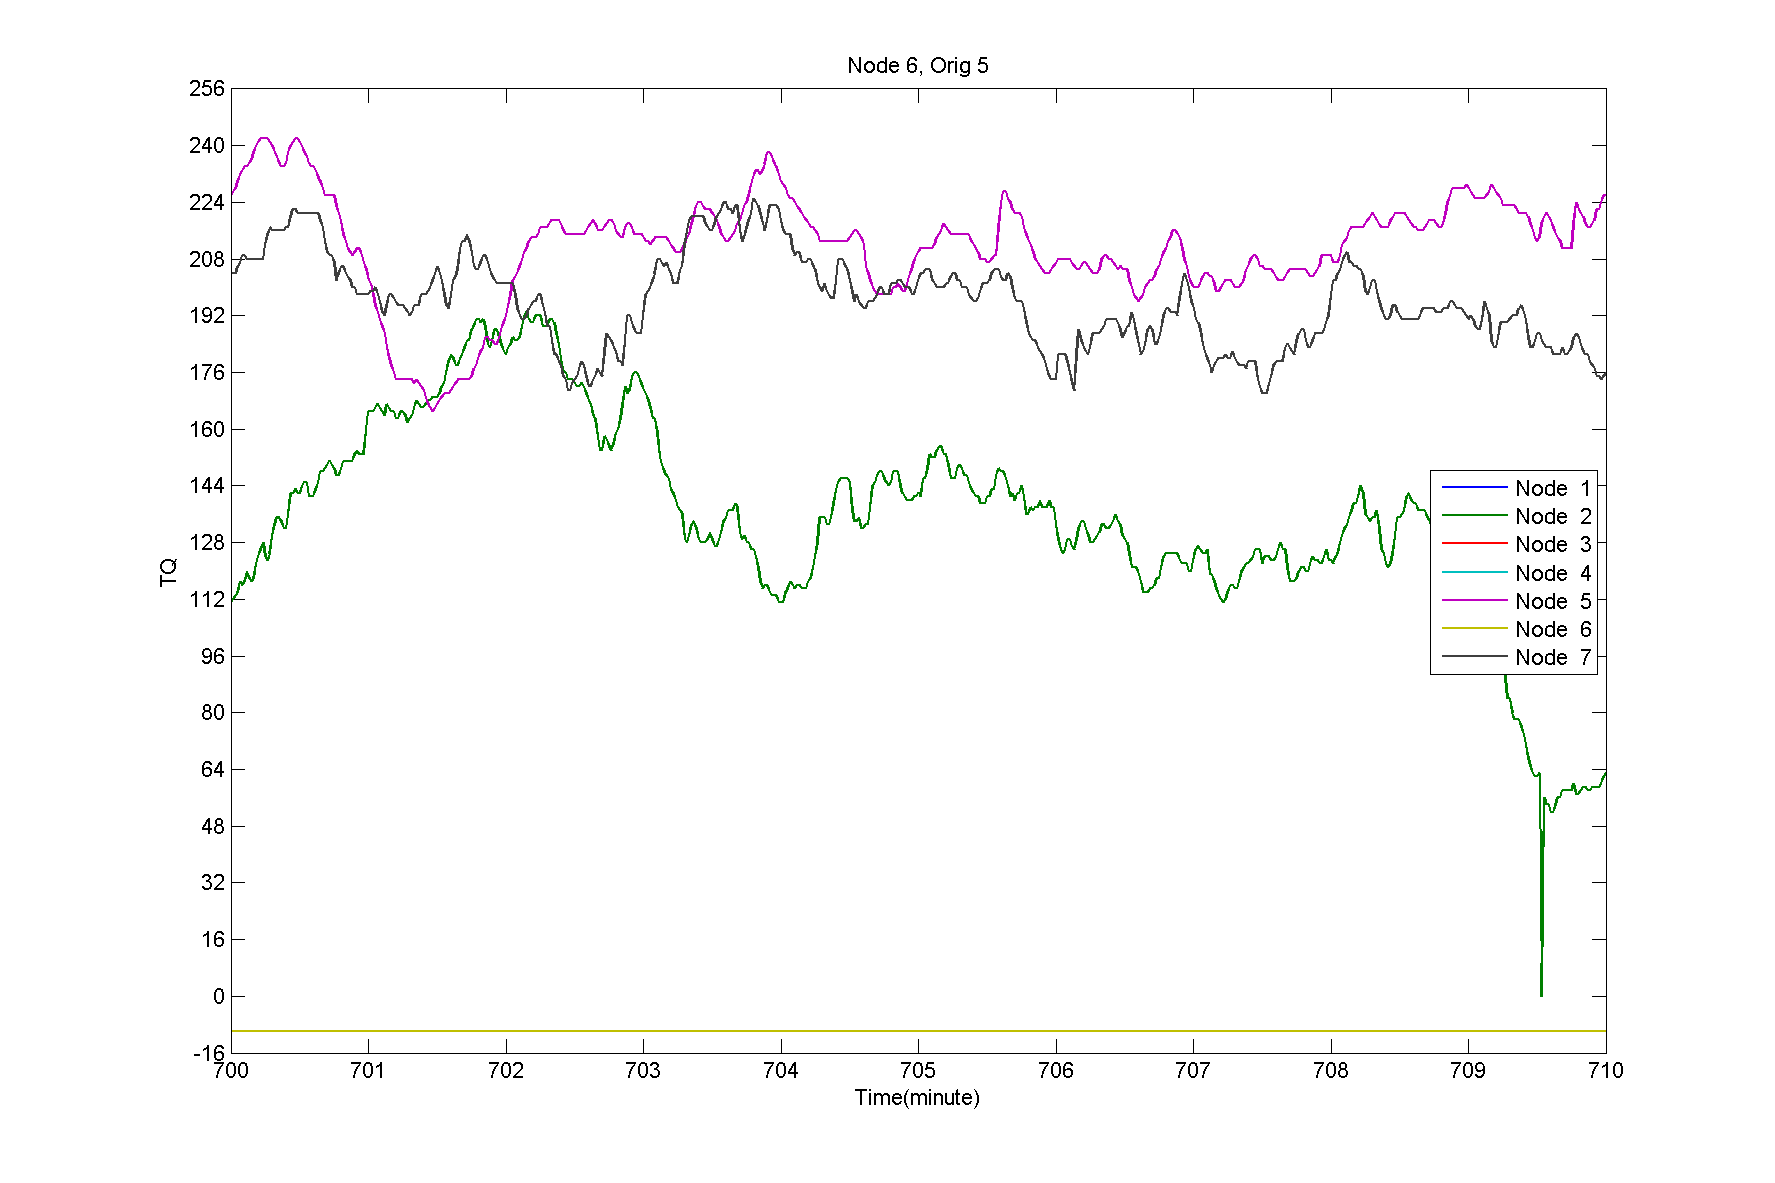 Node 6, Orig 5
256
240
224
208
192
176
160
144
128
112
96
80
64
48
32
16
0
-16
TQ
700 701 702 703 704 705 706 707 708 709 710
Time(minute)
Node 1
Node 2
Node 3
Node 4
Node 5
Node 6
Node 7